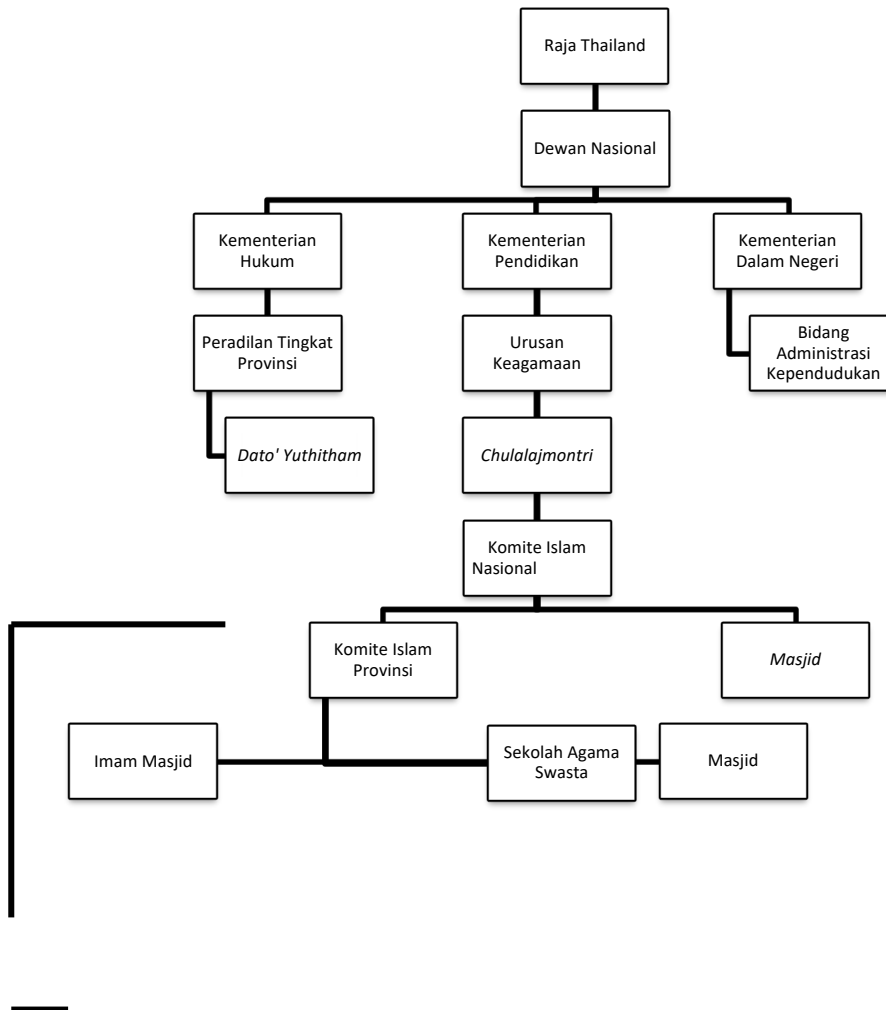 Raja Thailand
Dewan Nasional
Kementerian
Hukum
Kementerian
Pendidikan
Kementerian
Dalam Negeri
Peradilan Tingkat
Provinsi
Urusan
Keagamaan
Bidang
Administrasi
Kependudukan
Dato' Yuthitham
Chulalajmontri
Komite Islam
Nasional
Komite Islam
Provinsi
Masjid
Imam Masjid
Sekolah Agama
Swasta
Masjid